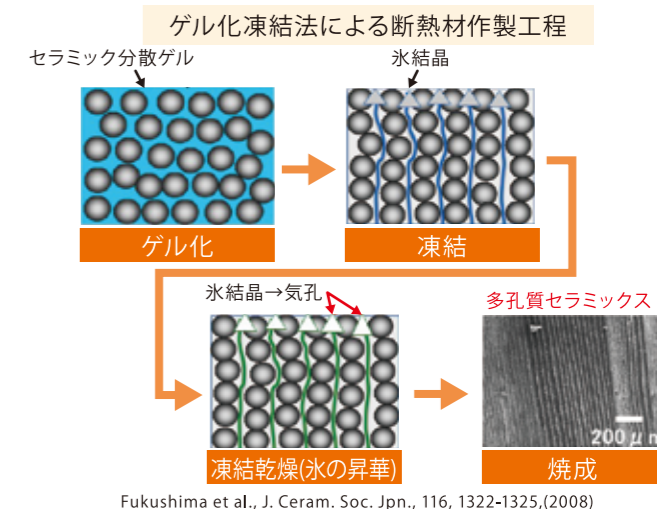 ゲル化凍結法による断熱材作製工程
セラミック分散ゲル
氷結晶
ゲル化
凍結
氷結晶→気孔
多孔質セラミックス
200μm
凍結乾燥(氷の昇華)
焼成
Fukushima et al., J. Ceram. Soc. Jpn., 116, 1322-1325,(2008)